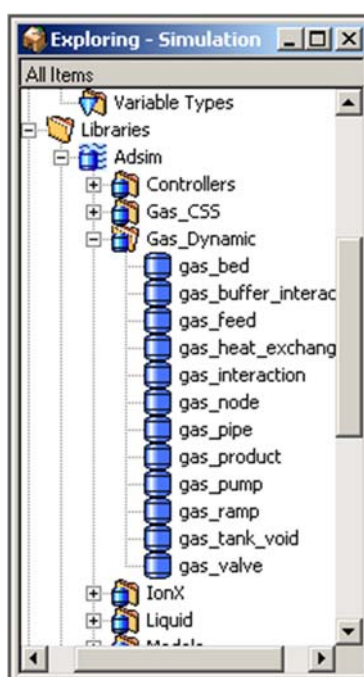 Exploring - Simulation
All Items
Variable Types
Libraries
Adsim
Controllers
Gas_CSS
Gas_Dynamic
gas_bed
gas_buffer_interac
gas_feed
gas_heat_exchang
gas_interaction
gas_node
gas_pipe
gas_product
gas_pump
gas_ramp
gas_tank_void
gas_valve
IonX
Liquid